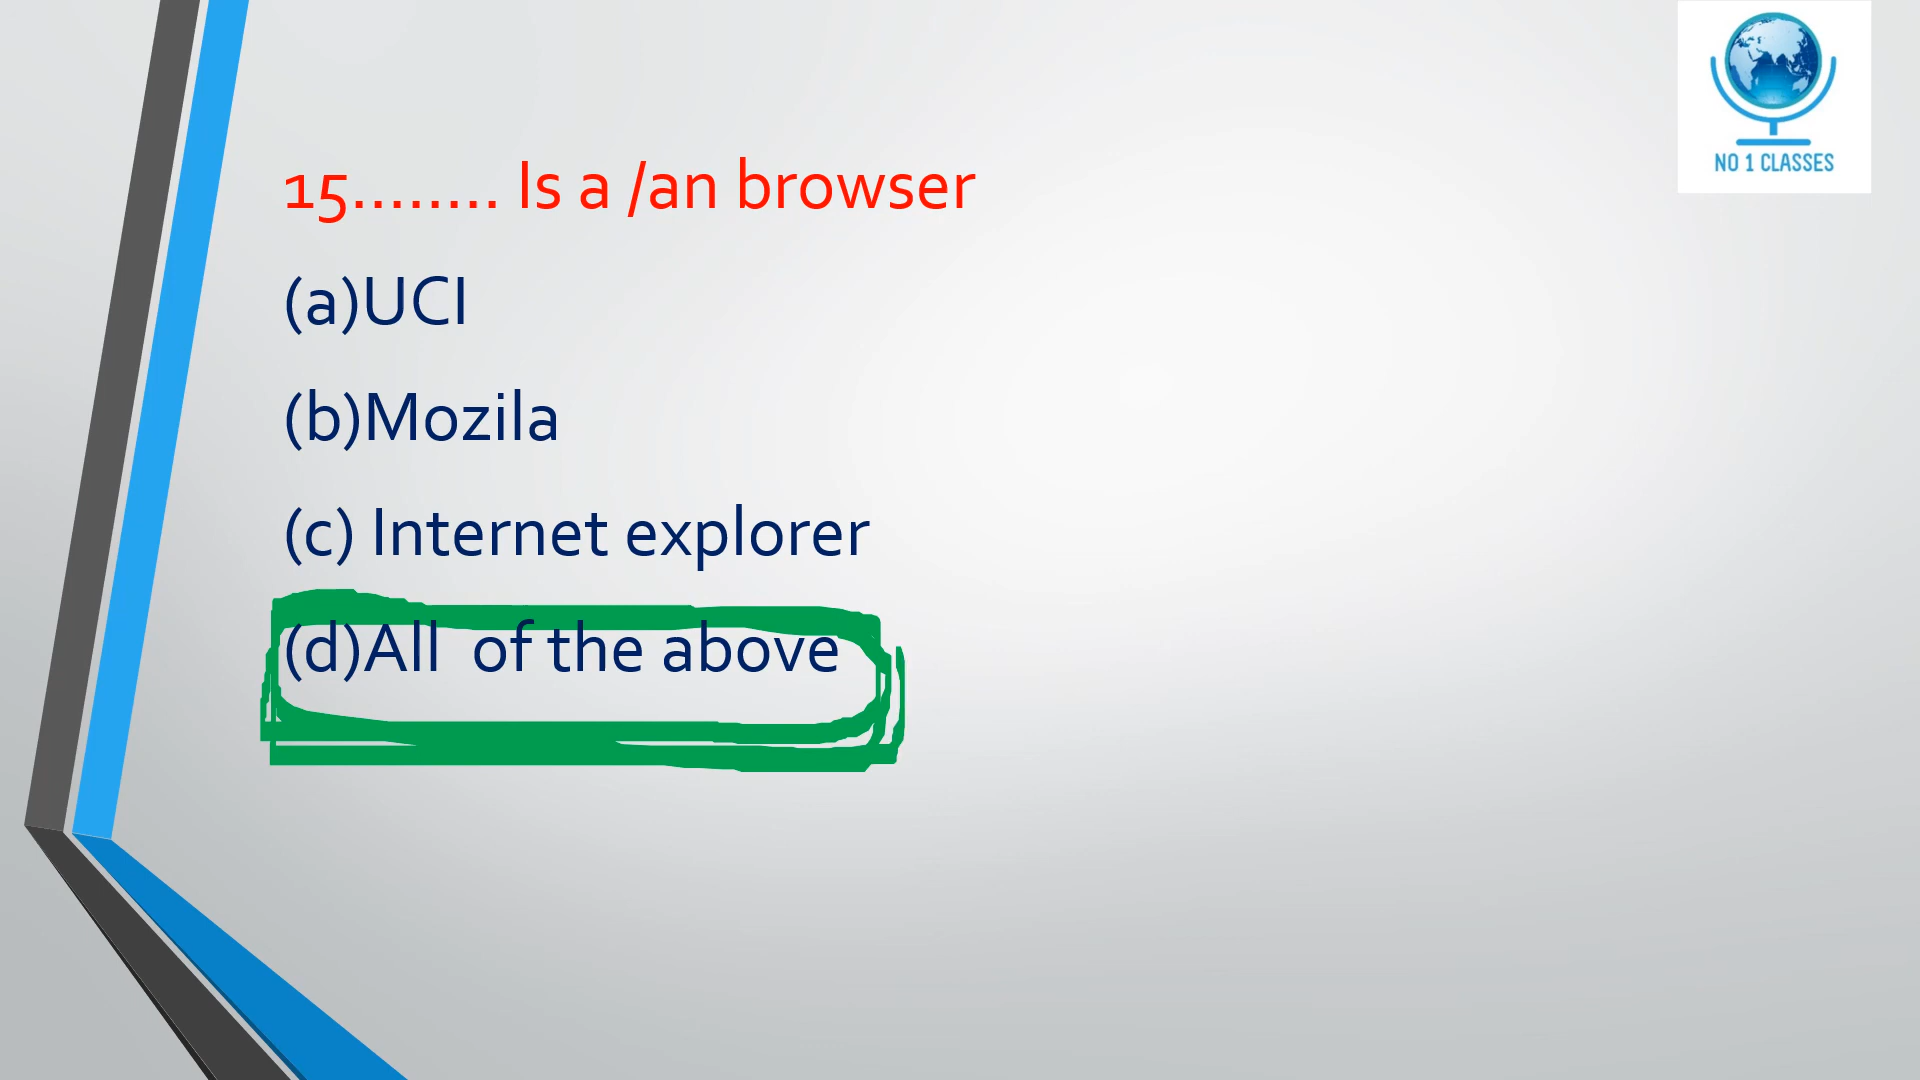 NO 1 CLASSES
15........ Is a /an browser
(a)UCI
(b)Mozila
(c) Internet explorer
(d)All of the above